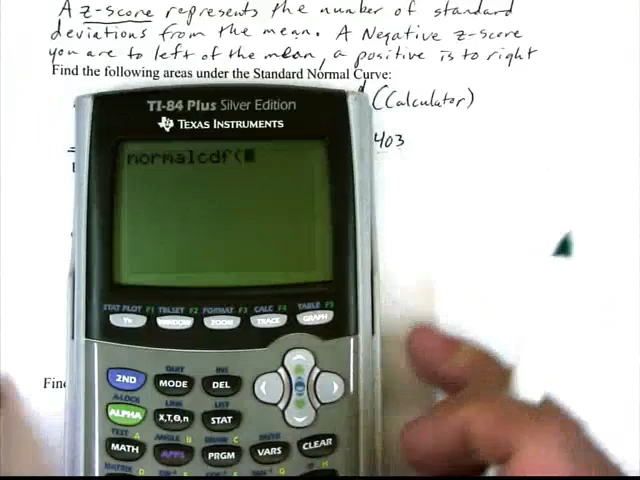 A z-score represents the number of standard
deviations from the mean. A Negative z-score
you are to left of the mean, a positive is to right
Find the following areas under the Standard Normal Curve:
(Calculator)
TI-84 Plus Silver Edition
TEXAS INSTRUMENTS
403
normalcdf(
STAT PLOT F1 TBLSET F2 FORMAT F3 CALC F4 TABLE F5
Y= WINDOW ZOOM TRACE GRAPH
QUIT INS
2ND MODE DEL
A-LOCK LINK LIST
ALPHA X,T,Θ,n STAT
TEST A ANGLE B DRAW C DISTR
MATH APPS PRGM VARS CLEAR
Find